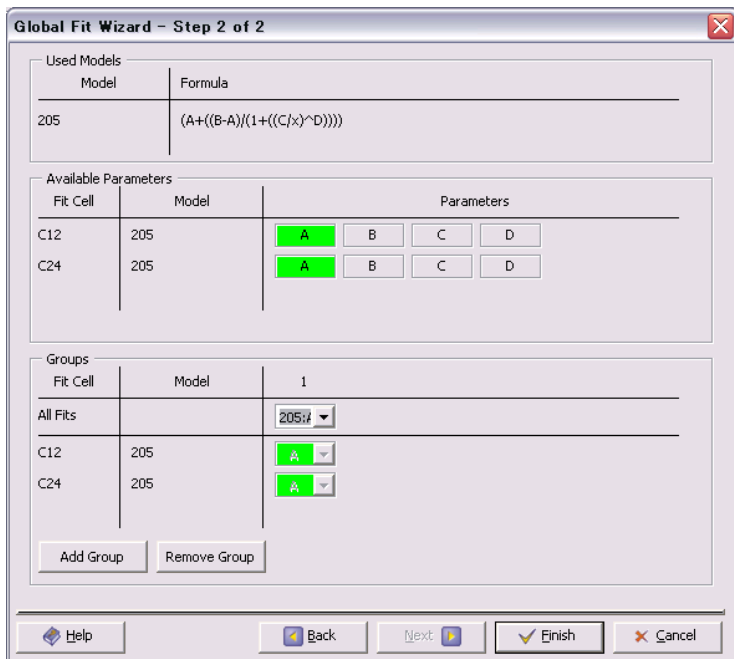 Global Fit Wizard - Step 2 of 2
Used Models
Model Formula
205 (A+((B-A)/(1+((C/x)^D))))
Available Parameters
Fit Cell Model Parameters
C12 205 A B C D
C24 205 A B C D
Groups
Fit Cell Model 1
All Fits 205:A
C12 205 A
C24 205 A
Add Group Remove Group
Help Back Next Finish Cancel